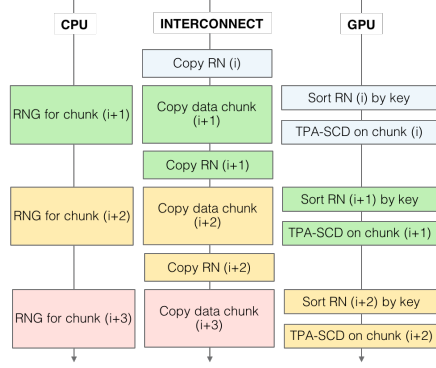 CPU
INTERCONNECT
GPU
Copy RN (i)
RNG for chunk (i+1)
Copy data chunk
(i+1)
Sort RN (i) by key
TPA-SCD on chunk (i)
Copy RN (i+1)
RNG for chunk (i+2)
Copy data chunk
(i+2)
Sort RN (i+1) by key
TPA-SCD on chunk (i+1)
Copy RN (i+2)
RNG for chunk (i+3)
Copy data chunk
(i+3)
Sort RN (i+2) by key
TPA-SCD on chunk (i+2)